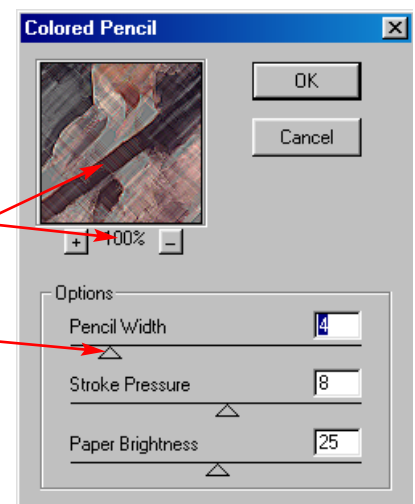 Colored Pencil
OK
Cancel
+ 100% −
Options
Pencil Width 4
Stroke Pressure 8
Paper Brightness 25